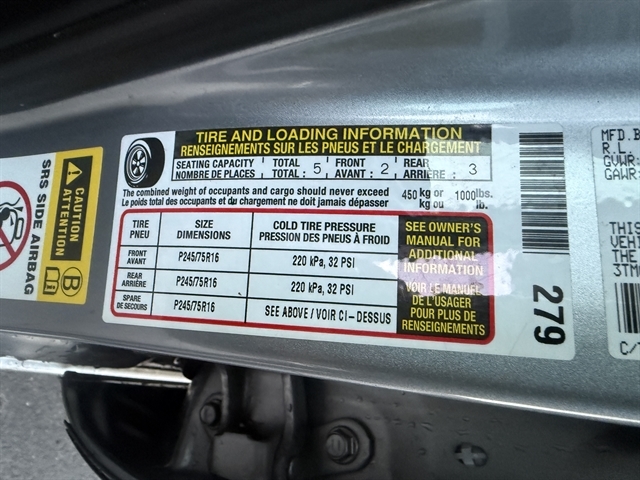 TIRE AND LOADING INFORMATION
RENSEIGNEMENTS SUR LES PNEUS ET LE CHARGEMENT
SEATING CAPACITY TOTAL FRONT REAR
NOMBRE DE PLACES TOTAL : 5 AVANT : 2 ARRIÈRE : 3
The combined weight of occupants and cargo should never exceed 450 kg or 1000 lbs.
Le poids total des occupants et du chargement ne doit jamais dépasser kg ou lb.
TIRE SIZE COLD TIRE PRESSURE
PNEU DIMENSIONS PRESSION DES PNEUS À FROID
FRONT
AVANT P245/75R16 220 kPa, 32 PSI
REAR
ARRIÈRE P245/75R16 220 kPa, 32 PSI
SPARE
DE SECOURS P245/75R16 SEE ABOVE / VOIR CI-DESSUS
SEE OWNER'S
MANUAL FOR
ADDITIONAL
INFORMATION
VOIR LE MANUEL
DE L'USAGER
POUR PLUS DE
RENSEIGNEMENTS
279
CAUTION
ATTENTION
SRS SIDE AIRBAG
B
MFD. B
R.L.
GVWR:
GAWR:
THIS
VEHI
THE
3TM
C/T